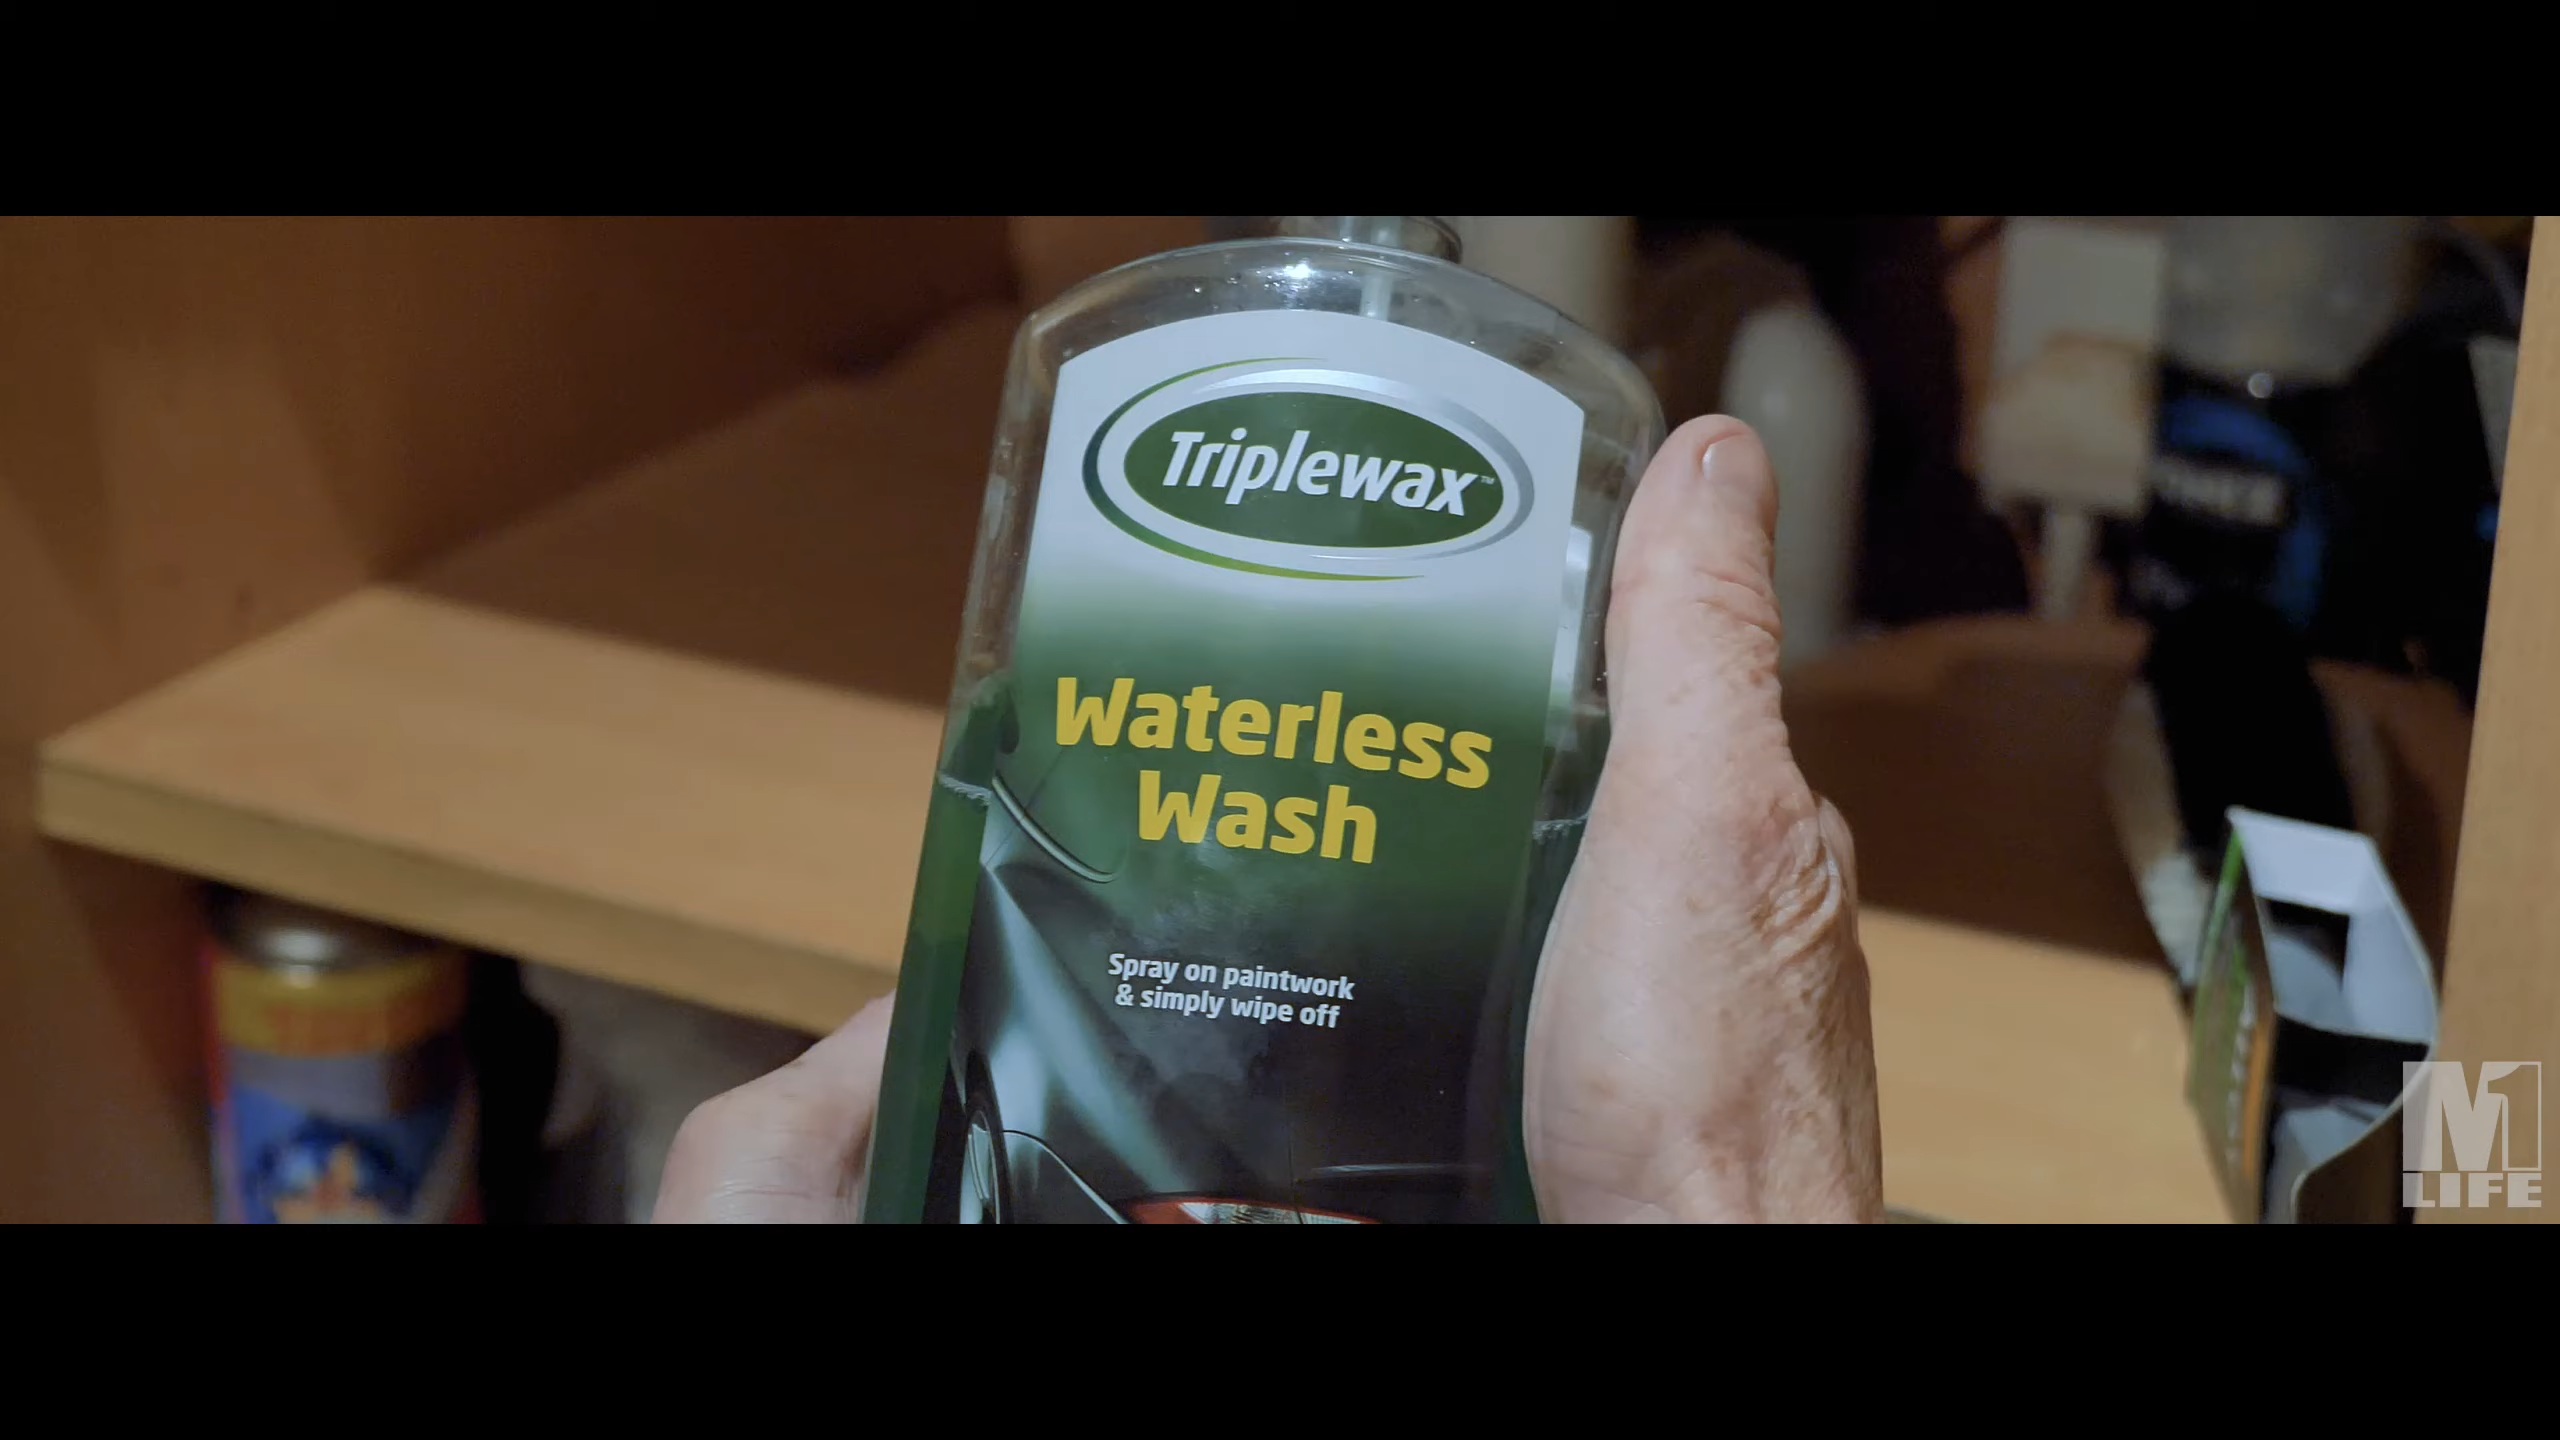 Triplewax™
Waterless
Wash
Spray on paintwork
& simply wipe off
M1
LIFE